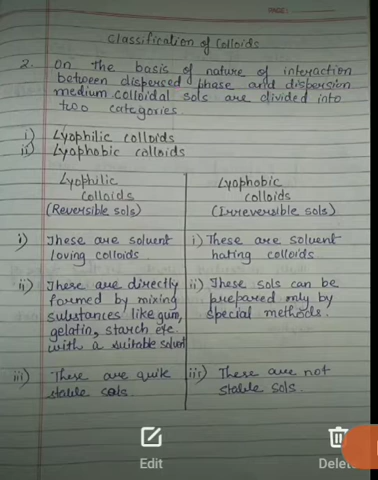 PAGE
Classification of Colloids
2. On the basis of nature of interaction
between dispersed phase and dispersion
medium colloidal sols are divided into
two categories.
i) Lyophilic colloids
ii) Lyophobic colloids
Lyophilic
colloids
(Reversible sols)
i) These are solvent
loving colloids.
ii) These are directly
formed by mixing
substances like gum,
gelatin, starch etc.
with a suitable solvent
iii) These are quik
stable sols.
Lyophobic
colloids
(Irreversible sols)
i) These are solvent
hating colloids
ii) These sols can be
prepared only by
special methods.
iii) These are not
stable sols.
Edit
Delete